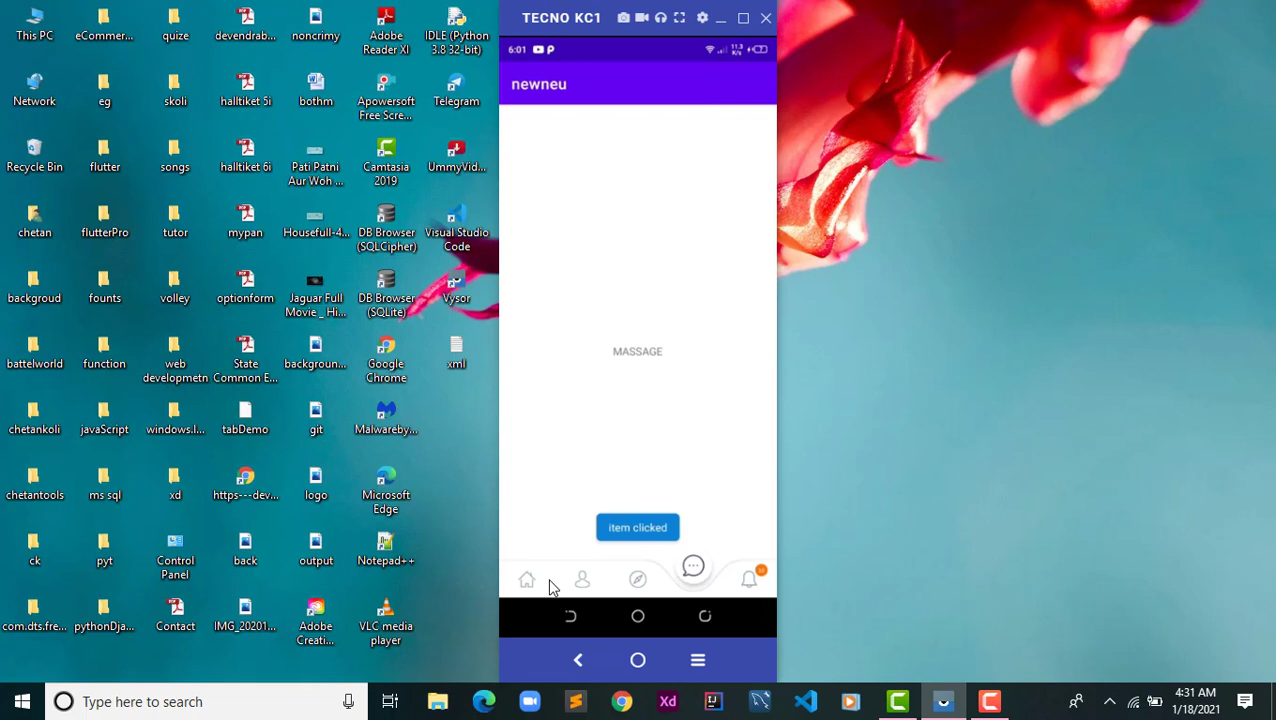 This PC
eCommer...
quize
devendrab...
noncrimy
Adobe
Reader XI
IDLE (Python
3.8 32-bit)
Network
eg
skoli
halltiket 5i
bothm
Apowersoft
Free Scre...
Telegram
Recycle Bin
flutter
songs
halltiket 6i
Pati Patni
Aur Woh ...
Camtasia
2019
UmmyVid...
chetan
flutterPro
tutor
mypan
Housefull-4...
DB Browser
(SQLCipher)
Visual Studio
Code
backgroud
founts
volley
optionform
Jaguar Full
Movie _ Hi...
DB Browser
(SQLite)
Vysor
battelworld
function
web
developmetn
State
Common E...
backgroun...
Google
Chrome
xml
chetankoli
javaScript
windows.l...
tabDemo
git
Malwareby...
chetantools
ms sql
xd
https---dev...
logo
Microsoft
Edge
ck
pyt
Control
Panel
back
output
Notepad++
com.dts.fre...
pythonDja...
Contact
IMG_20201...
Adobe
Creati...
VLC media
player
TECNO KC1
6:01
11.3
K/s
newneu
MASSAGE
item clicked
Type here to search
Xd
4:31 AM
1/18/2021